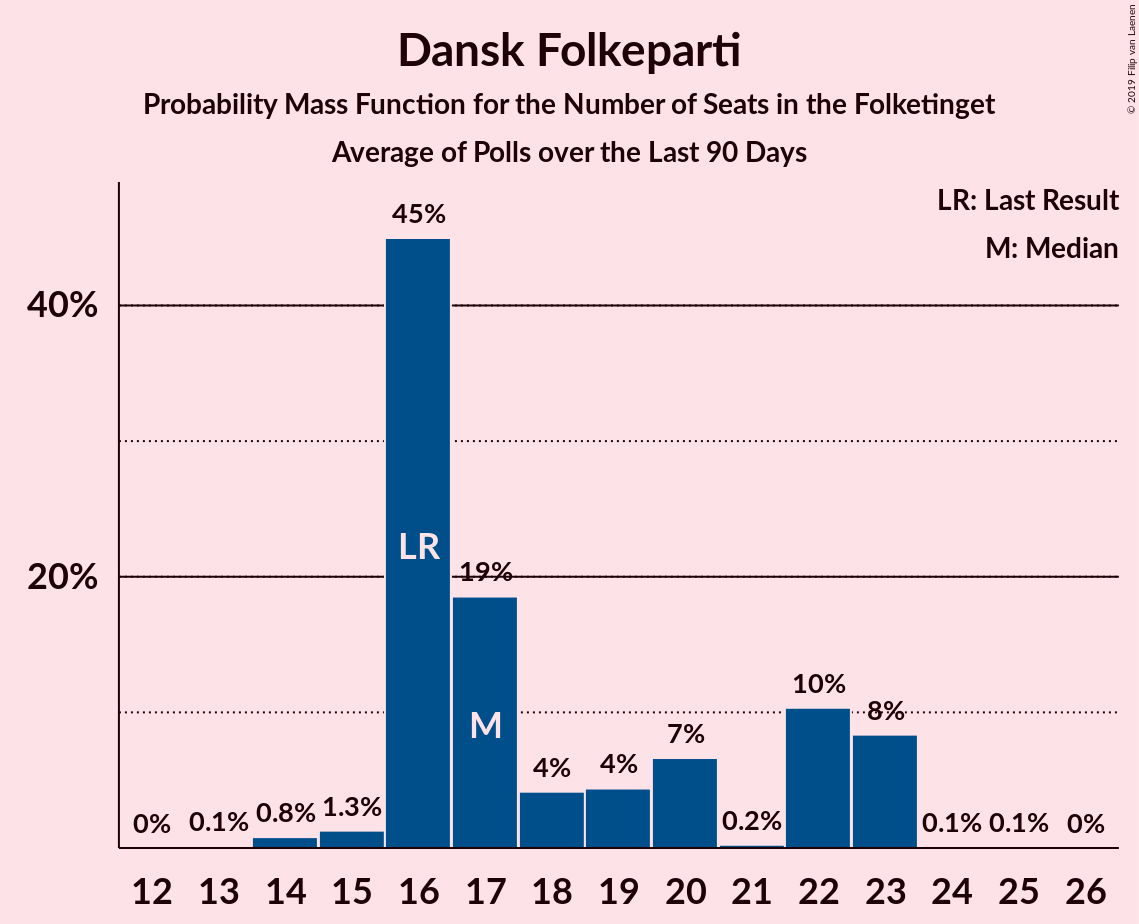 Dansk Folkeparti
Probability Mass Function for the Number of Seats in the Folketinget
Average of Polls over the Last 90 Days
© 2019 Filip van Laenen
LR: Last Result
M: Median
40%
20%
0%
0.1%
0.8%
1.3%
45%
19%
4%
4%
7%
0.2%
10%
8%
0.1%
0.1%
0%
LR
M
12 13 14 15 16 17 18 19 20 21 22 23 24 25 26